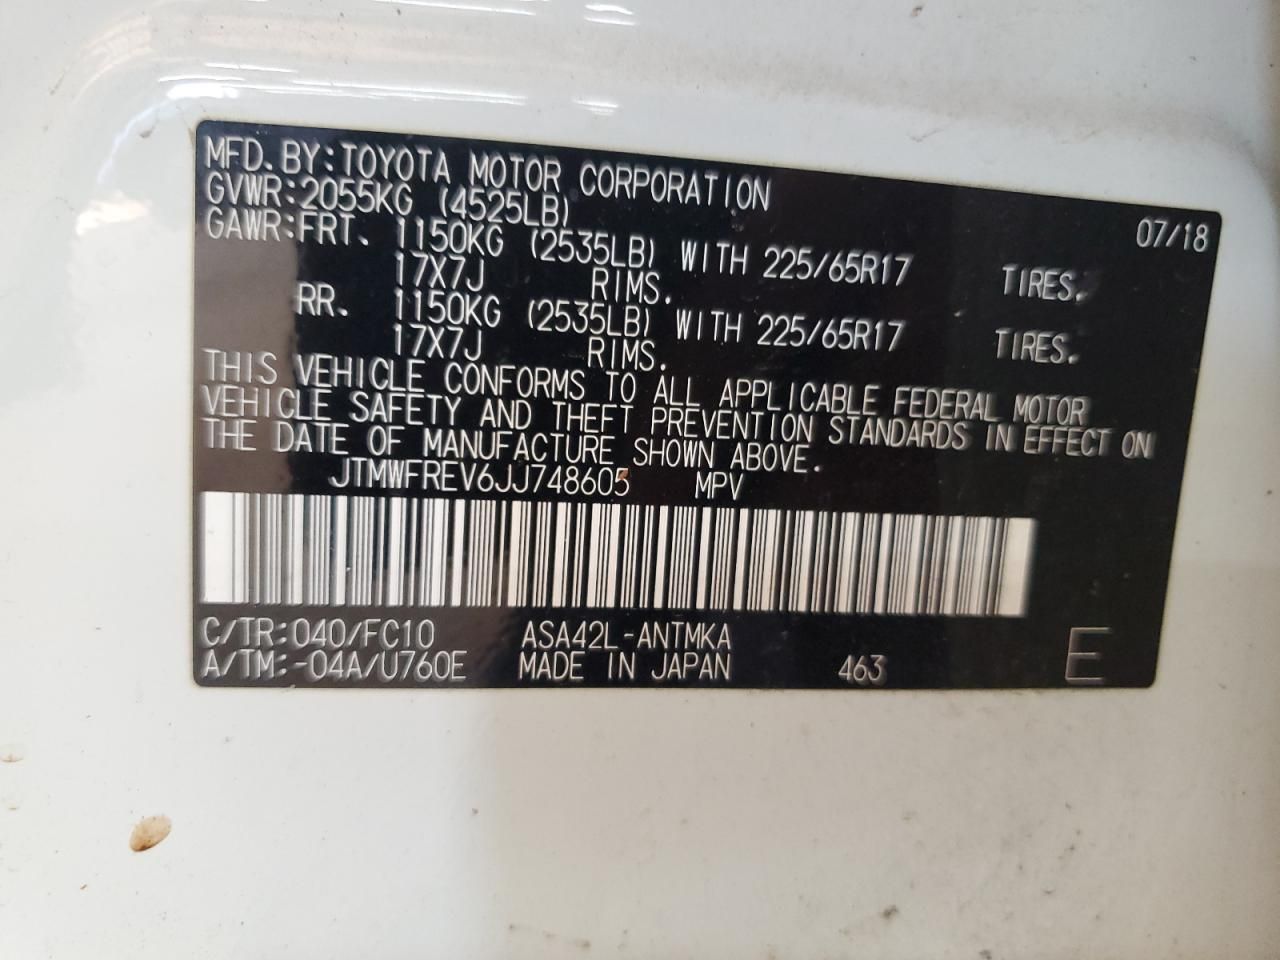 MFD.BY:TOYOTA MOTOR CORPORATION 07/18
GVWR:2055KG (4525LB)
GAWR:FRT. 1150KG (2535LB) WITH 225/65R17 TIRES.
17X7J RIMS.
RR. 1150KG (2535LB) WITH 225/65R17 TIRES.
17X7J RIMS.
THIS VEHICLE CONFORMS TO ALL APPLICABLE FEDERAL MOTOR
VEHICLE SAFETY AND THEFT PREVENTION STANDARDS IN EFFECT ON
THE DATE OF MANUFACTURE SHOWN ABOVE.
JTMWFREV6JJ748605 MPV
C/TR:040/FC10 ASA42L-ANTMKA
A/TM:-04A/U760E MADE IN JAPAN 463 E